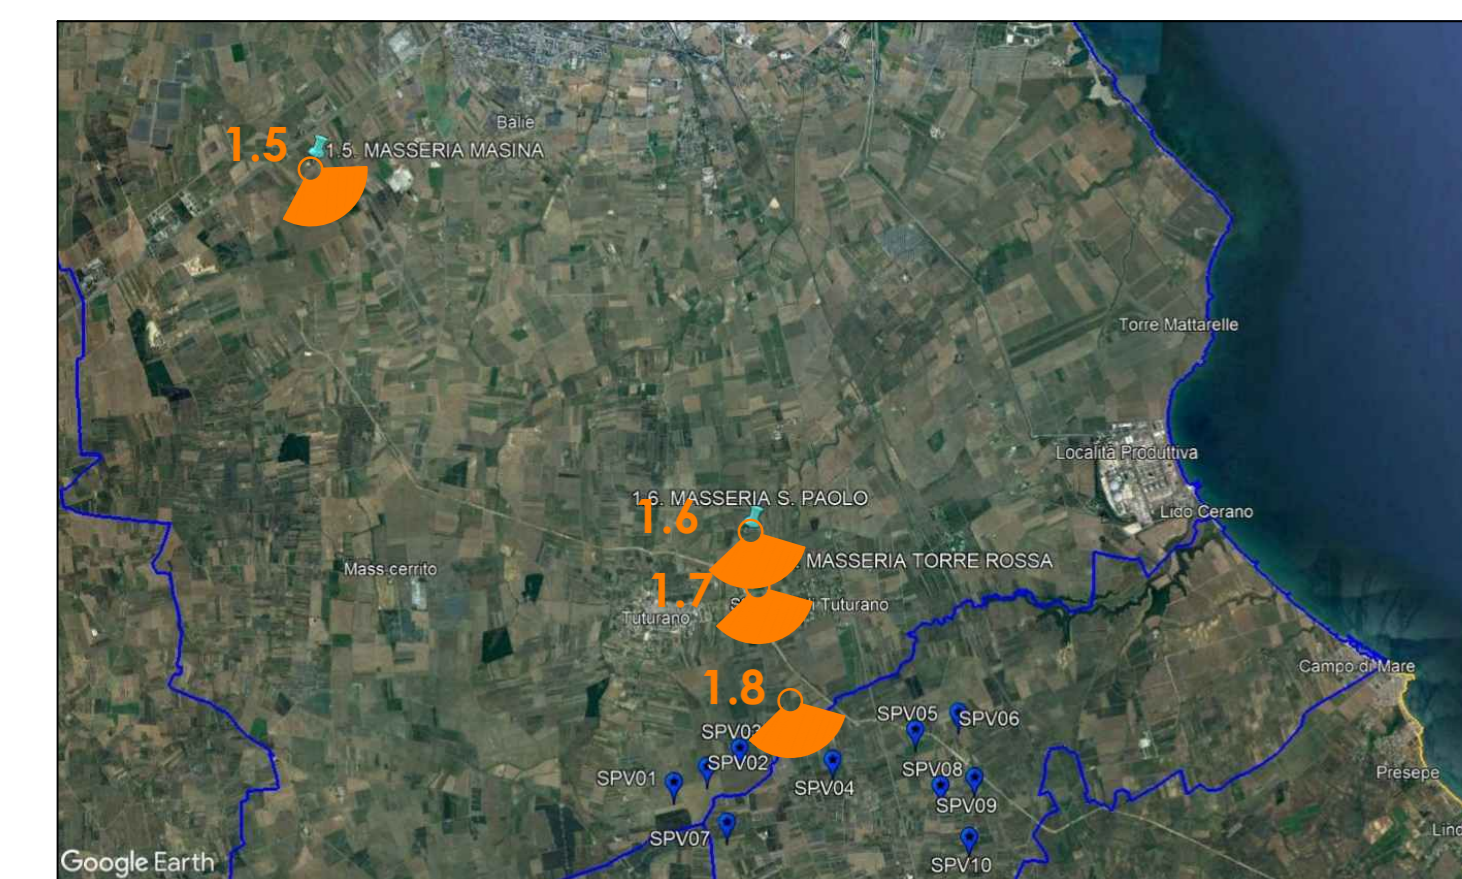 Balie
1.5
1.5. MASSERIA MASINA
Torre Mattarelle
Località Produttiva
1.6. MASSERIA S. PAOLO
1.6
Lido Cerano
MASSERIA TORRE ROSSA
Mass.cerrito
1.7
Tuturano
Tuturano
Campo di Mare
1.8
SPV05
SPV06
SPV03
SPV02
SPV01
SPV04
SPV08
SPV09
Presepe
SPV07
SPV10
Google Earth